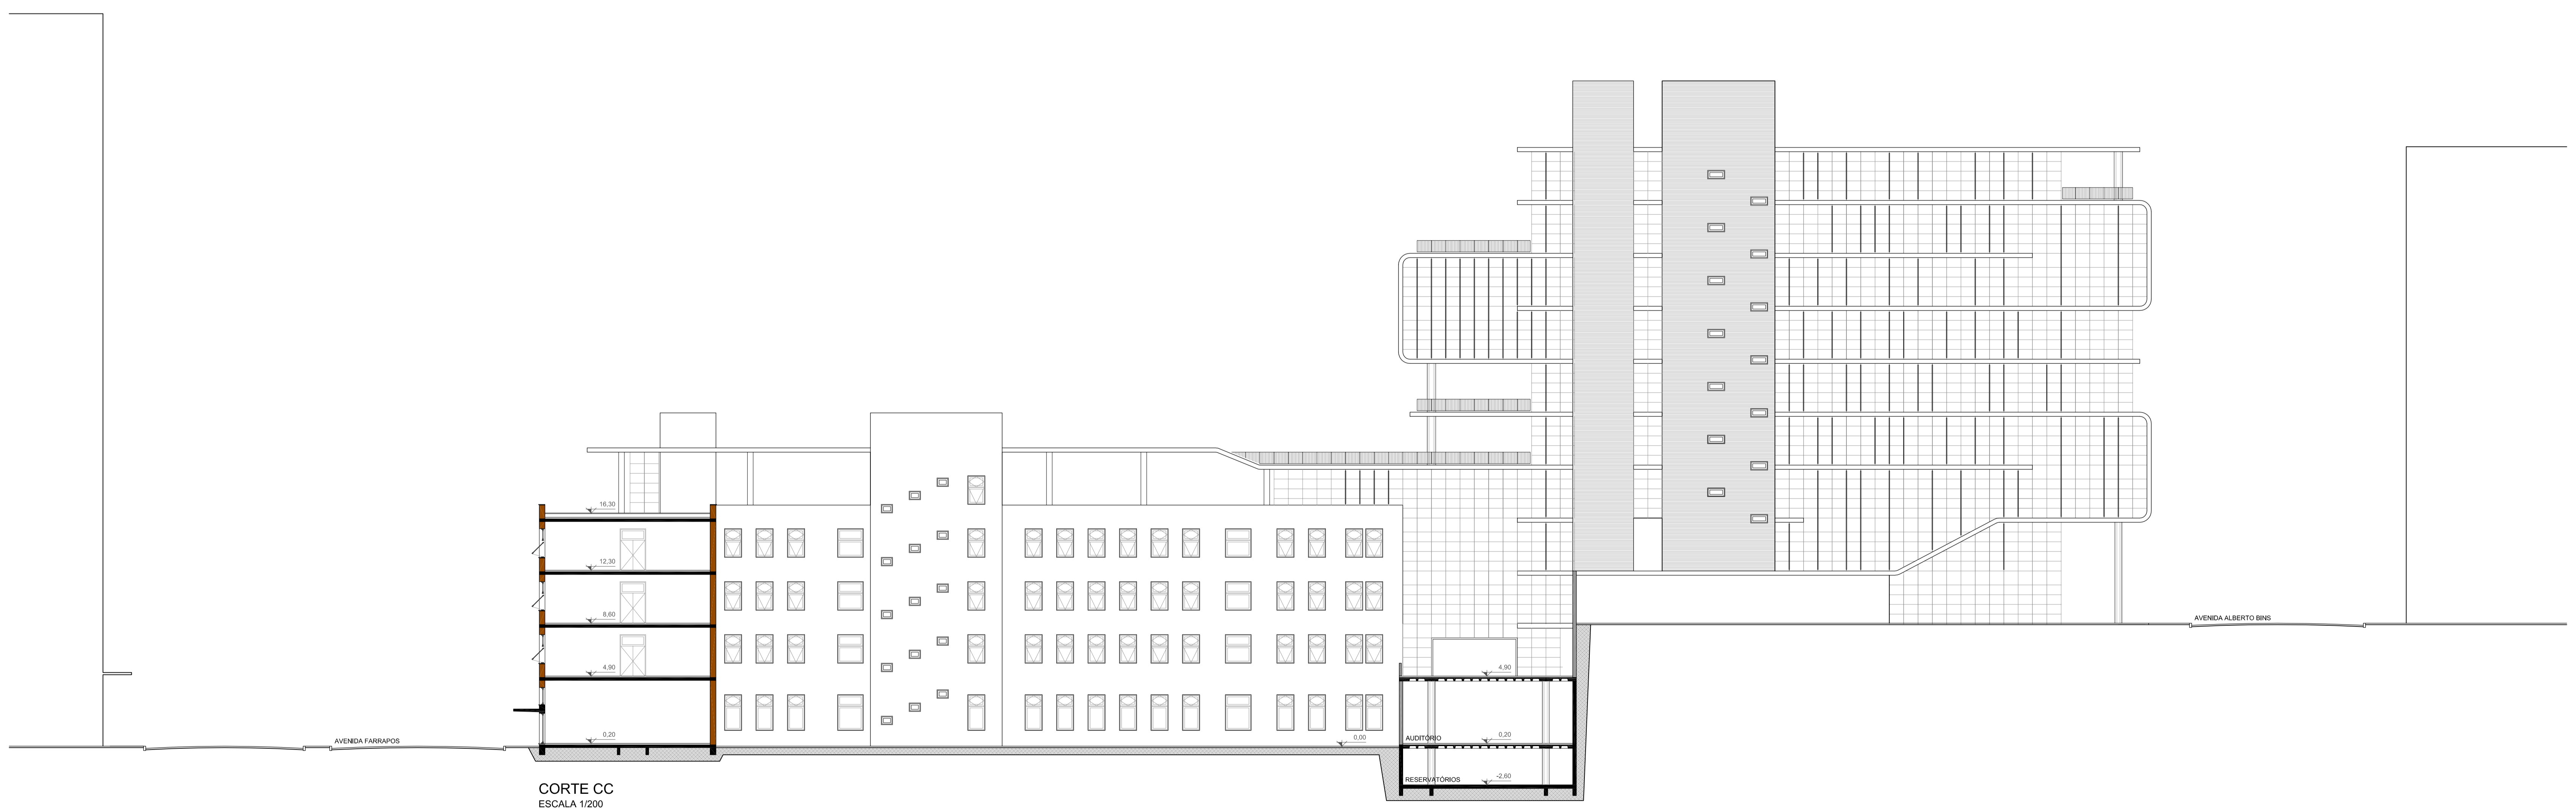 16,30
12,30
8,60
4,90
0,20
AVENIDA FARRAPOS
0,00
AUDITÓRIO
0,20
4,90
RESERVATÓRIOS
-2,60
AVENIDA ALBERTO BINS
CORTE CC
ESCALA 1/200